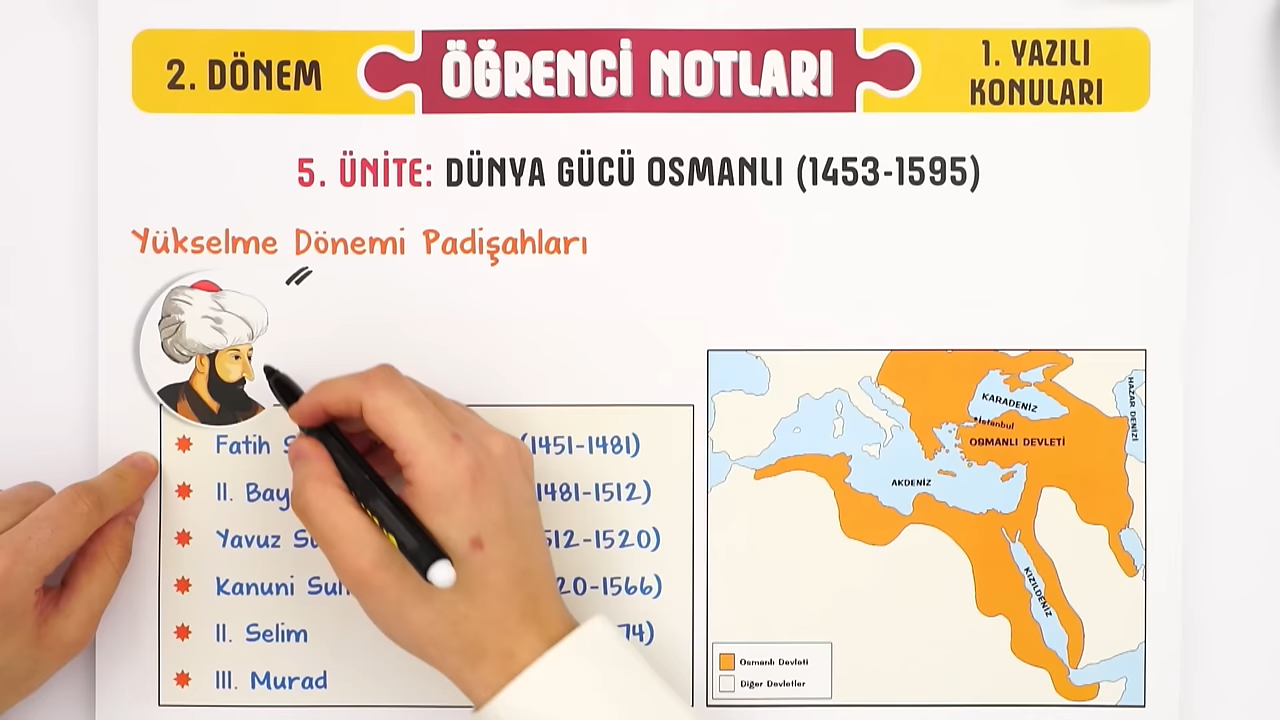 2. DÖNEM
ÖĞRENCİ NOTLARI
1. YAZILI
KONULARI
5. ÜNİTE: DÜNYA GÜCÜ OSMANLI (1453-1595)
Yükselme Dönemi Padişahları
Fatih (1451-1481)
II. 1481-1512)
Yavuz 512-1520)
Kanuni 20-1566)
II. Selim 74)
III. Murad
KARADENİZ
HAZAR DENİZİ
İstanbul
OSMANLI DEVLETİ
AKDENİZ
KIZILDENİZ
Osmanlı Devleti
Diğer Devletler